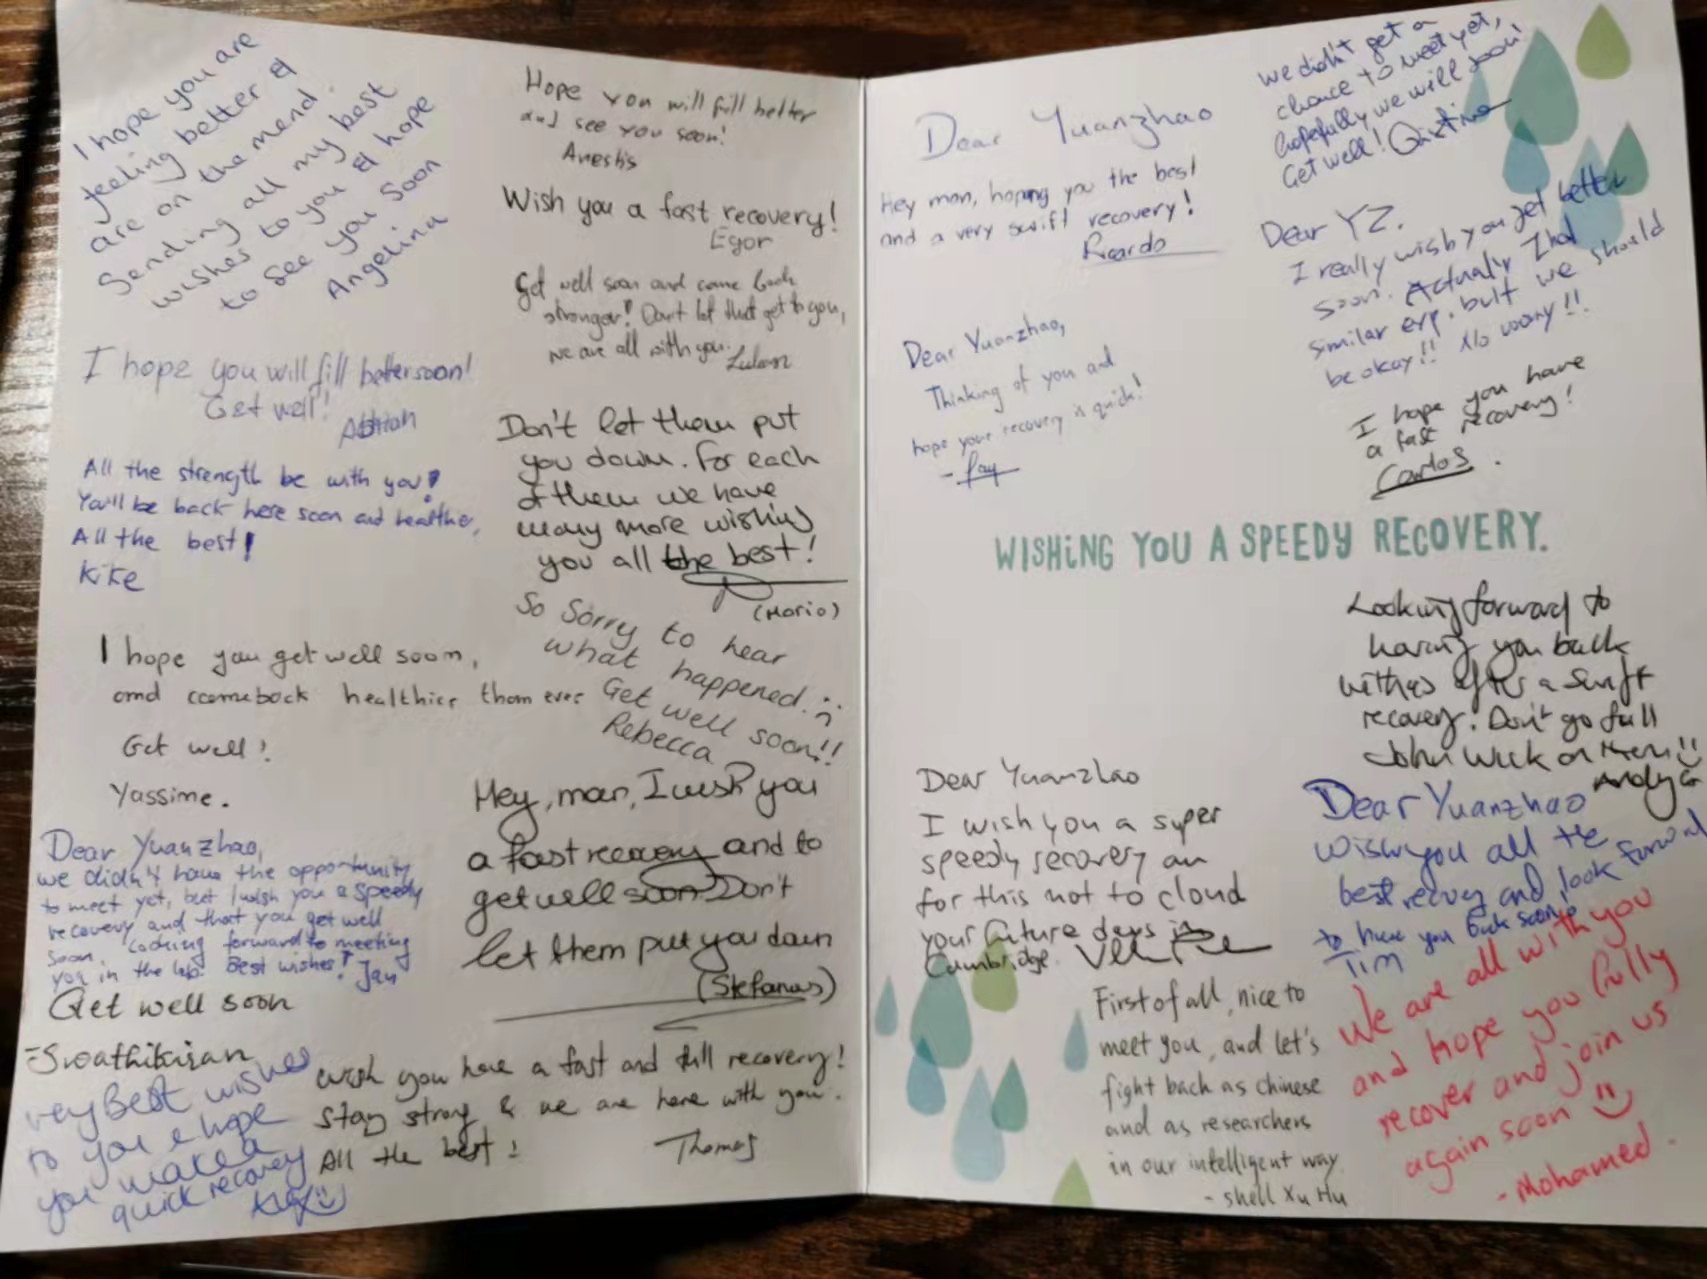 I hope you are
feeling better &
are on the mend.
Sending all my best
wishes to you & hope
to see you soon
Angelina
I hope you will fill better soon!
Get well!
All the strength be with you!
You'll be back here soon and healthier,
All the best!
Kike
I hope you get well soon,
and comeback healthier than ever
Get well!
Yassime.
Dear Yuanzhao,
we didn't have the opportunity
to meet yet, but I wish you a speedy
recovery and that you get well
soon. Looking forward to meeting
you in the lab. Best wishes! Jan
Get well soon
-Swathikiran
Very Best wishes
to you & hope
you make a
quick recovery
Hope you will fill better
and see you soon!
Anestis
Wish you a fast recovery!
Egor
Get well soon and come back
stronger! Don't let that get to you,
we are all with you.
Don't let them put
you down. For each
of them we have
many more wishing
you all the best!
(Mario)
So Sorry to hear
what happened. :(
Get well soon!!
Rebecca
Hey, man, I wish you
a fast recovery and to
get well soon. Don't
let them put you down
(Stefanos)
Wish you have a fast and full recovery!
Stay strong & we are here with you.
All the best!
Thomas
Dear Yuanzhao
Hey man, hoping you the best
and a very swift recovery!
Ricardo
Dear Yuanzhao,
Thinking of you and
hope your recovery is quick!
we didn't get a
chance to meet yet,
hopefully we will soon!
Get well! Cristina
Dear YZ.
I really wish you get better
soon. Actually I had
similar exp. but we should
be okay!! No worry!!
I hope you have
a fast recovery!
Carlos.
WISHING YOU A SPEEDY RECOVERY.
Looking forward to
having you back
with us after a swift
recovery. Don't go full
John Wick on them :)
Dear Yuanzhao
I wish you a super
speedy recovery an
for this not to cloud
your future days in
Cambridge.
Dear Yuanzhao
wish you all the
best recovery and look forward
to have you back soon!
Tim
First of all, nice to
meet you, and let's
fight back as chinese
and as researchers
in our intelligent way
- shell Xu Hu
We are all with you
and hope you fully
recover and join us
again soon :)
- Mohamed.